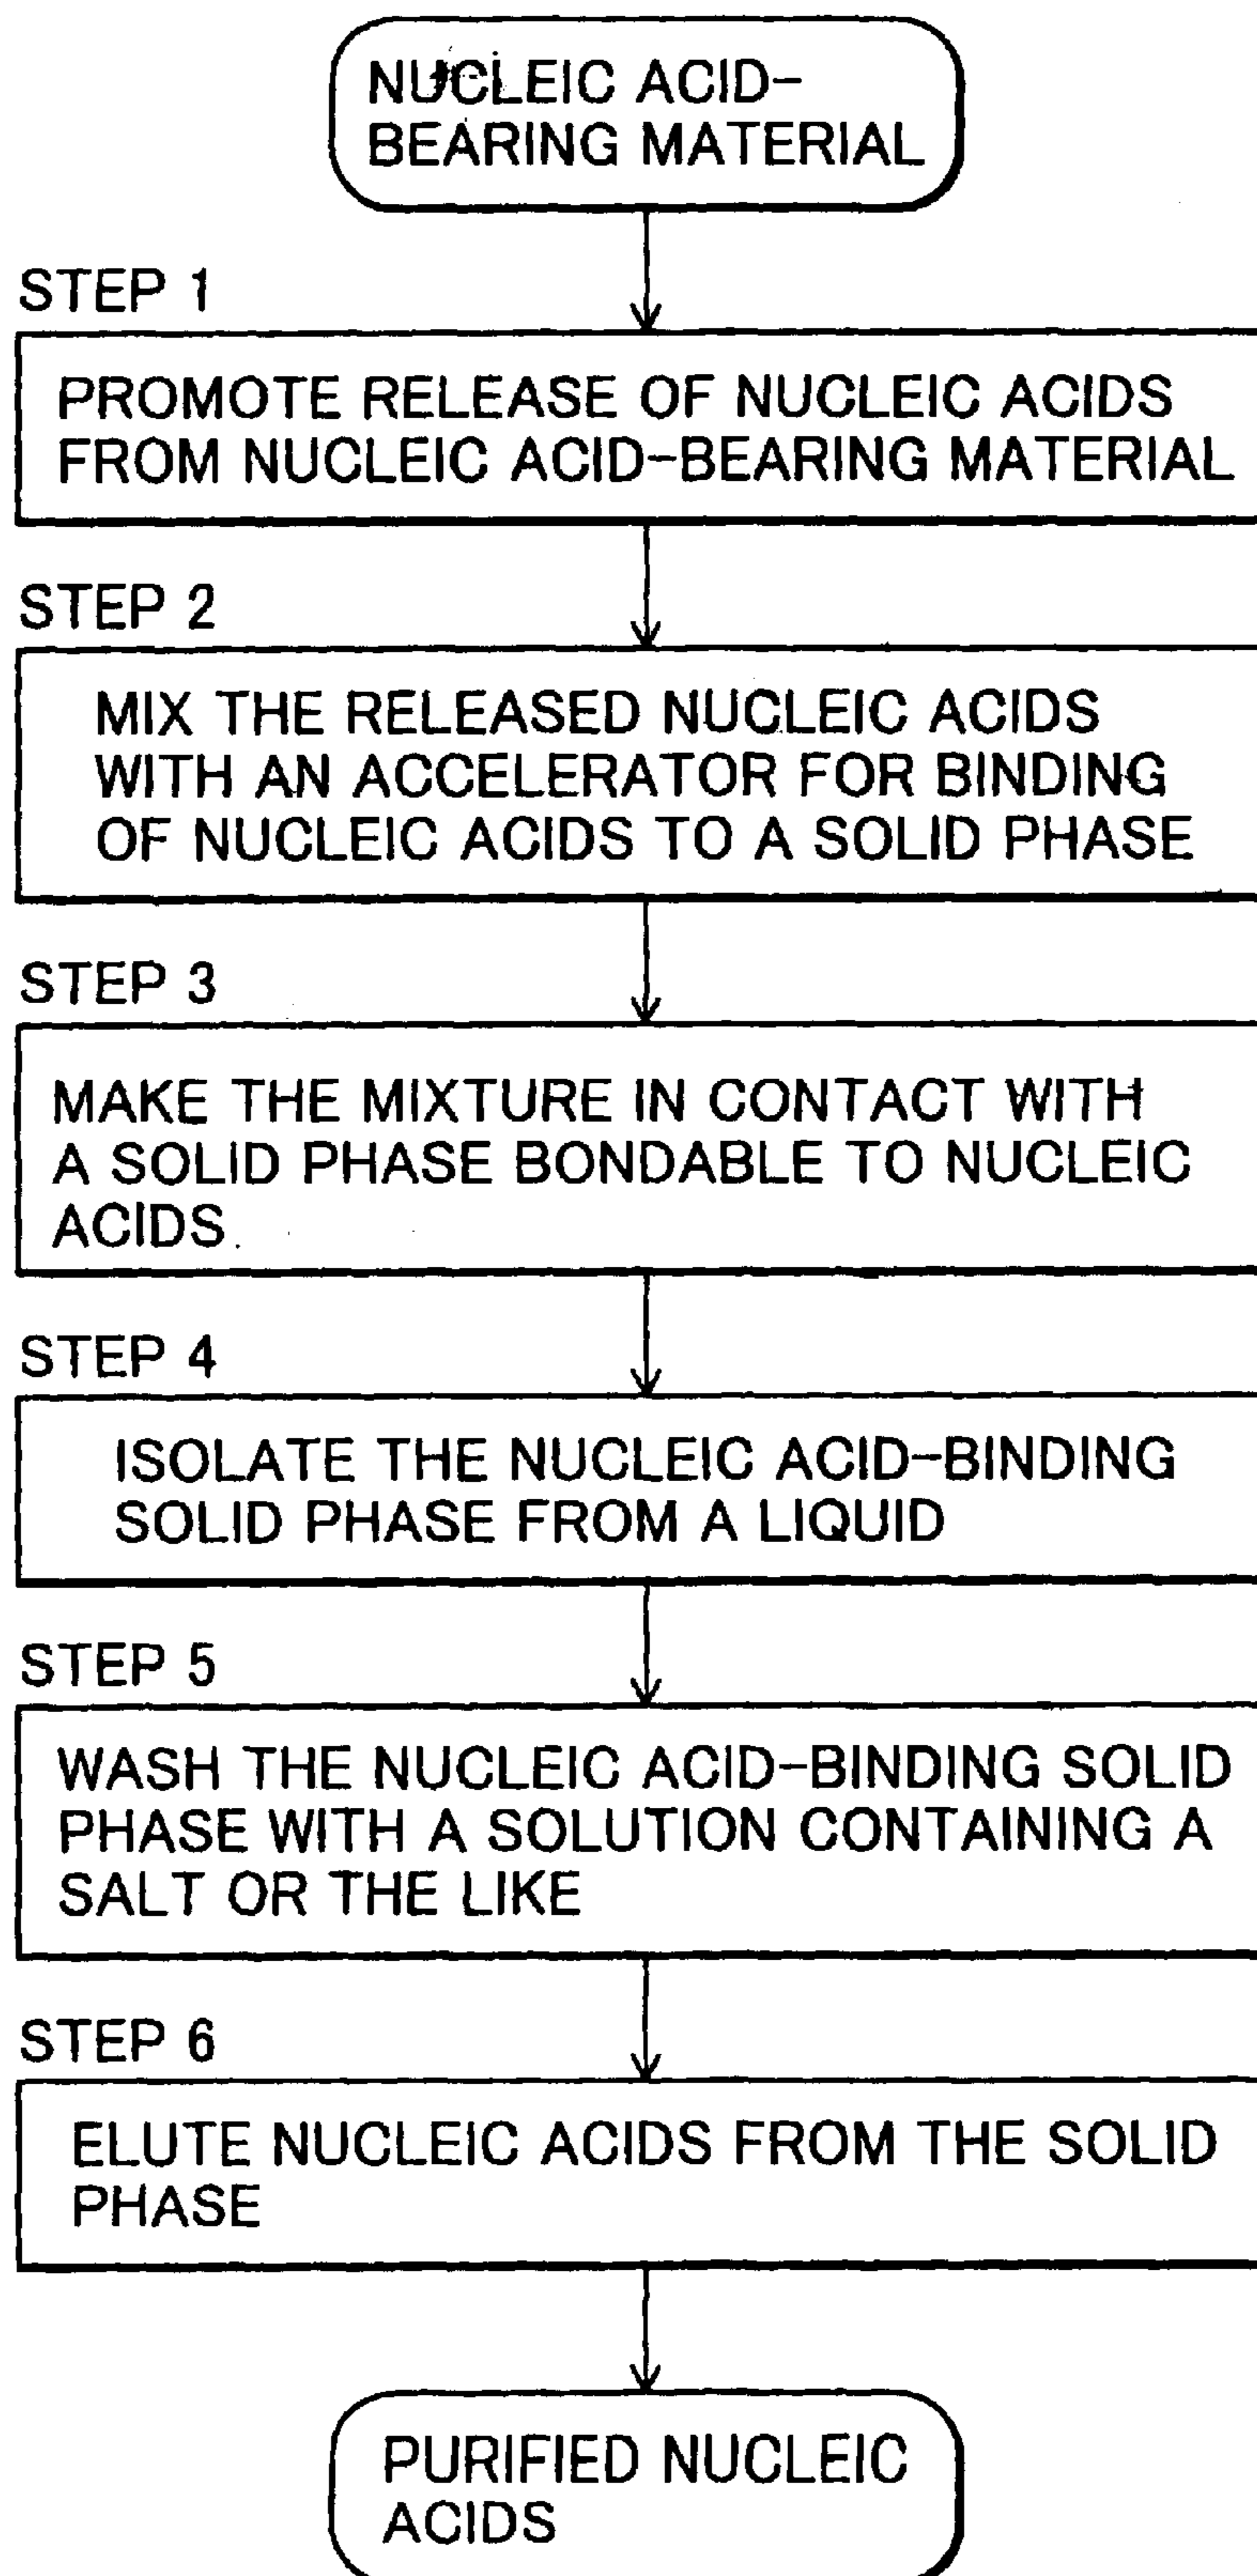 NUCLEIC ACID-
BEARING MATERIAL
STEP 1
PROMOTE RELEASE OF NUCLEIC ACIDS
FROM NUCLEIC ACID-BEARING MATERIAL
STEP 2
MIX THE RELEASED NUCLEIC ACIDS
WITH AN ACCELERATOR FOR BINDING
OF NUCLEIC ACIDS TO A SOLID PHASE
STEP 3
MAKE THE MIXTURE IN CONTACT WITH
A SOLID PHASE BONDABLE TO NUCLEIC
ACIDS.
STEP 4
ISOLATE THE NUCLEIC ACID-BINDING
SOLID PHASE FROM A LIQUID
STEP 5
WASH THE NUCLEIC ACID-BINDING SOLID
PHASE WITH A SOLUTION CONTAINING A
SALT OR THE LIKE
STEP 6
ELUTE NUCLEIC ACIDS FROM THE SOLID
PHASE
PURIFIED NUCLEIC
ACIDS